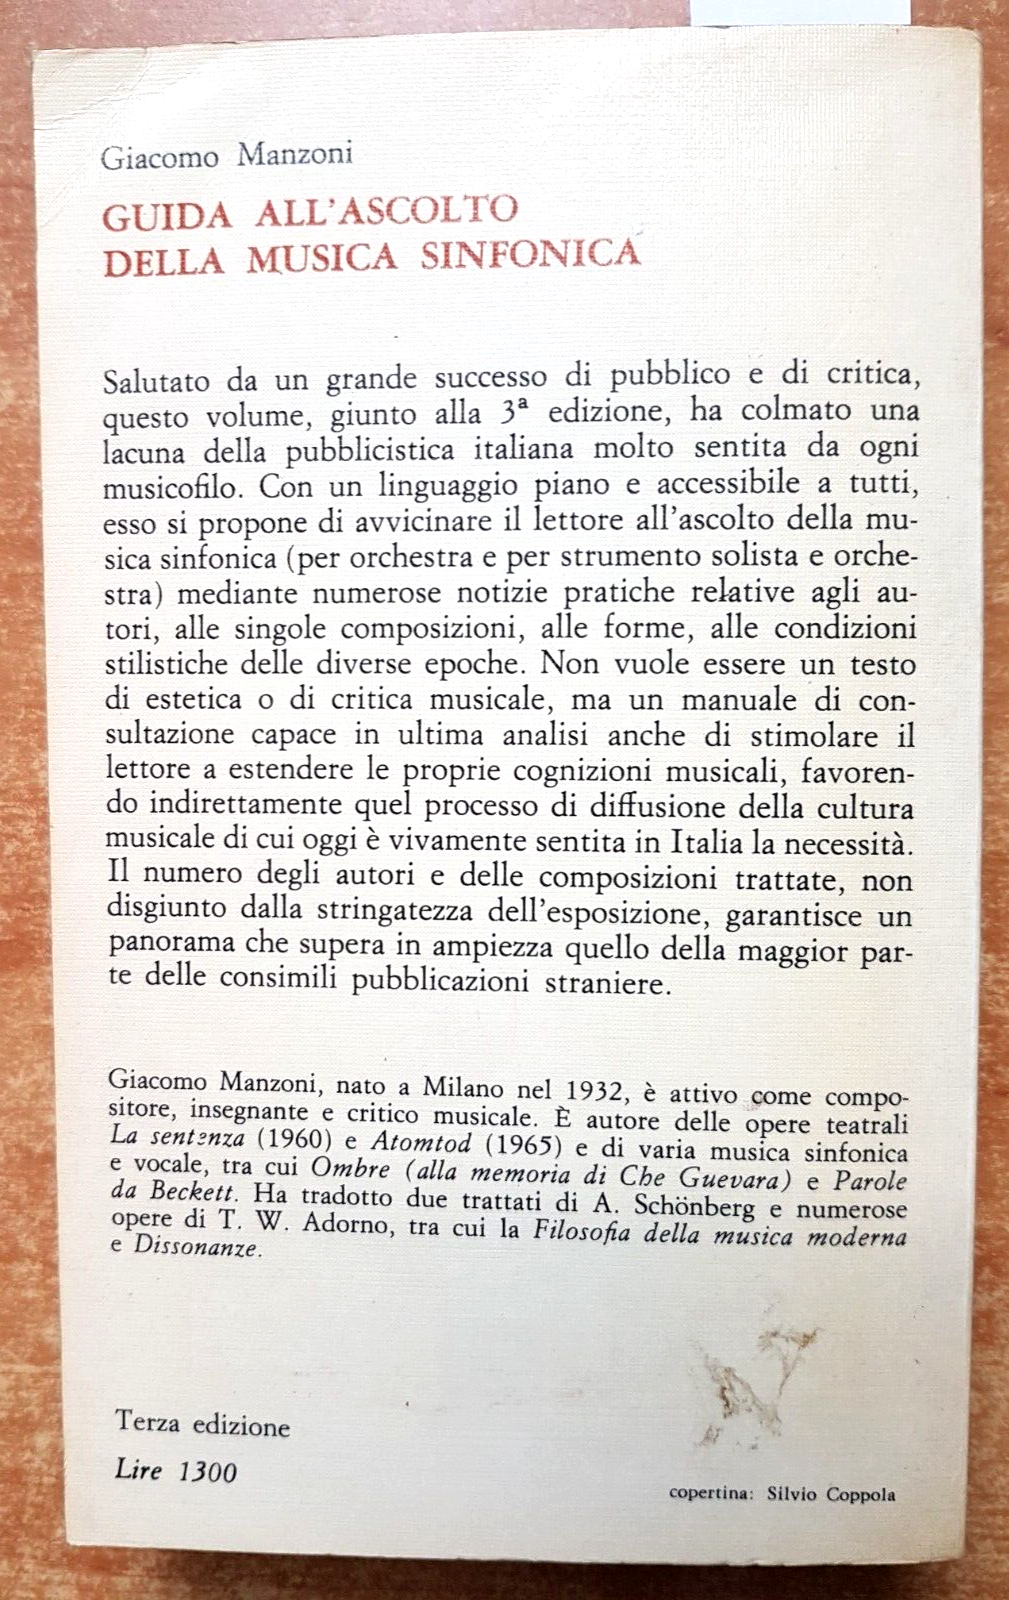 Giacomo Manzoni
GUIDA ALL'ASCOLTO
DELLA MUSICA SINFONICA
Salutato da un grande successo di pubblico e di critica,
questo volume, giunto alla 3ª edizione, ha colmato una
lacuna della pubblicistica italiana molto sentita da ogni
musicofilo. Con un linguaggio piano e accessibile a tutti,
esso si propone di avvicinare il lettore all'ascolto della mu-
sica sinfonica (per orchestra e per strumento solista e orche-
stra) mediante numerose notizie pratiche relative agli au-
tori, alle singole composizioni, alle forme, alle condizioni
stilistiche delle diverse epoche. Non vuole essere un testo
di estetica o di critica musicale, ma un manuale di con-
sultazione capace in ultima analisi anche di stimolare il
lettore a estendere le proprie cognizioni musicali, favoren-
do indirettamente quel processo di diffusione della cultura
musicale di cui oggi è vivamente sentita in Italia la necessità.
Il numero degli autori e delle composizioni trattate, non
disgiunto dalla stringatezza dell'esposizione, garantisce un
panorama che supera in ampiezza quello della maggior par-
te delle consimili pubblicazioni straniere.
Giacomo Manzoni, nato a Milano nel 1932, è attivo come compo-
sitore, insegnante e critico musicale. È autore delle opere teatrali
La sentenza (1960) e Atomtod (1965) e di varia musica sinfonica
e vocale, tra cui Ombre (alla memoria di Che Guevara) e Parole
da Beckett. Ha tradotto due trattati di A. Schönberg e numerose
opere di T. W. Adorno, tra cui la Filosofia della musica moderna
e Dissonanze.
Terza edizione
Lire 1300
copertina: Silvio Coppola